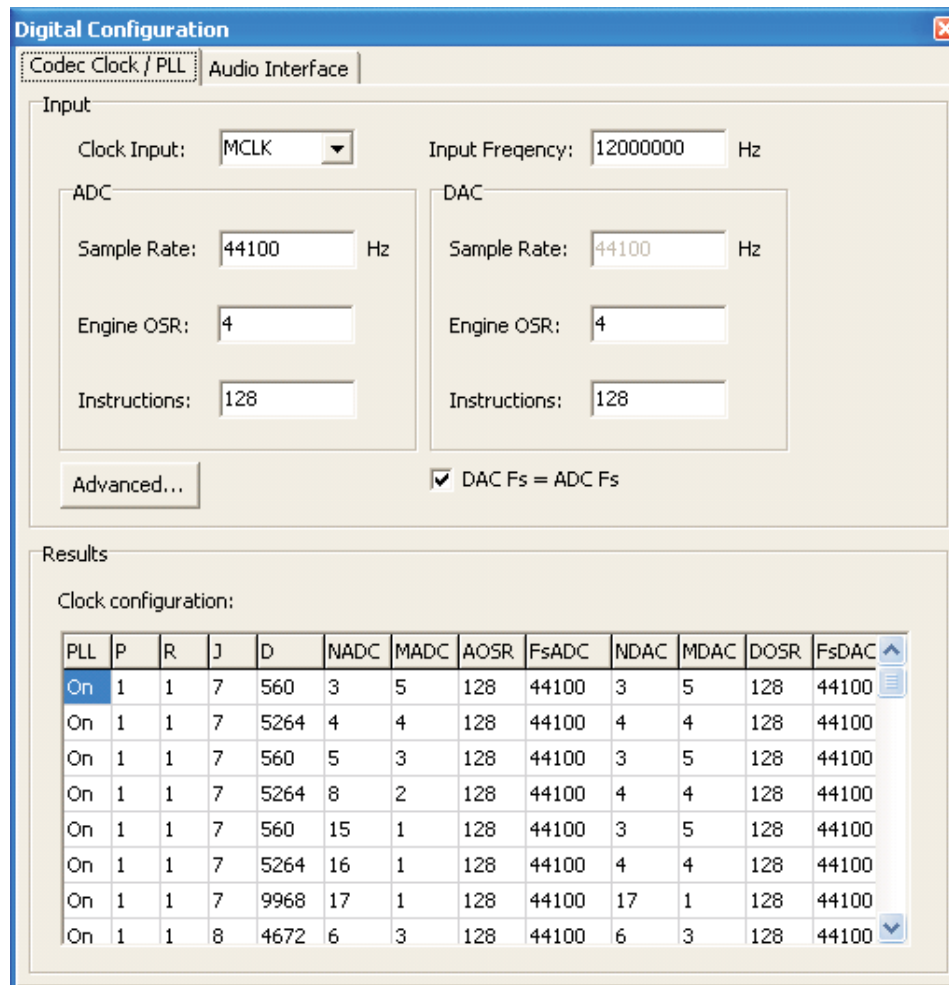 Digital Configuration
Codec Clock / PLL Audio Interface
Input
Clock Input: MCLK Input Freqency: 12000000 Hz
ADC DAC
Sample Rate: 44100 Hz Sample Rate: 44100 Hz
Engine OSR: 4 Engine OSR: 4
Instructions: 128 Instructions: 128
Advanced... DAC Fs = ADC Fs
Results
Clock configuration:
PLL P R J D NADC MADC AOSR FsADC NDAC MDAC DOSR FsDAC
On 1 1 7 560 3 5 128 44100 3 5 128 44100
On 1 1 7 5264 4 4 128 44100 4 4 128 44100
On 1 1 7 560 5 3 128 44100 3 5 128 44100
On 1 1 7 5264 8 2 128 44100 4 4 128 44100
On 1 1 7 560 15 1 128 44100 3 5 128 44100
On 1 1 7 5264 16 1 128 44100 4 4 128 44100
On 1 1 7 9968 17 1 128 44100 17 1 128 44100
On 1 1 8 4672 6 3 128 44100 6 3 128 44100